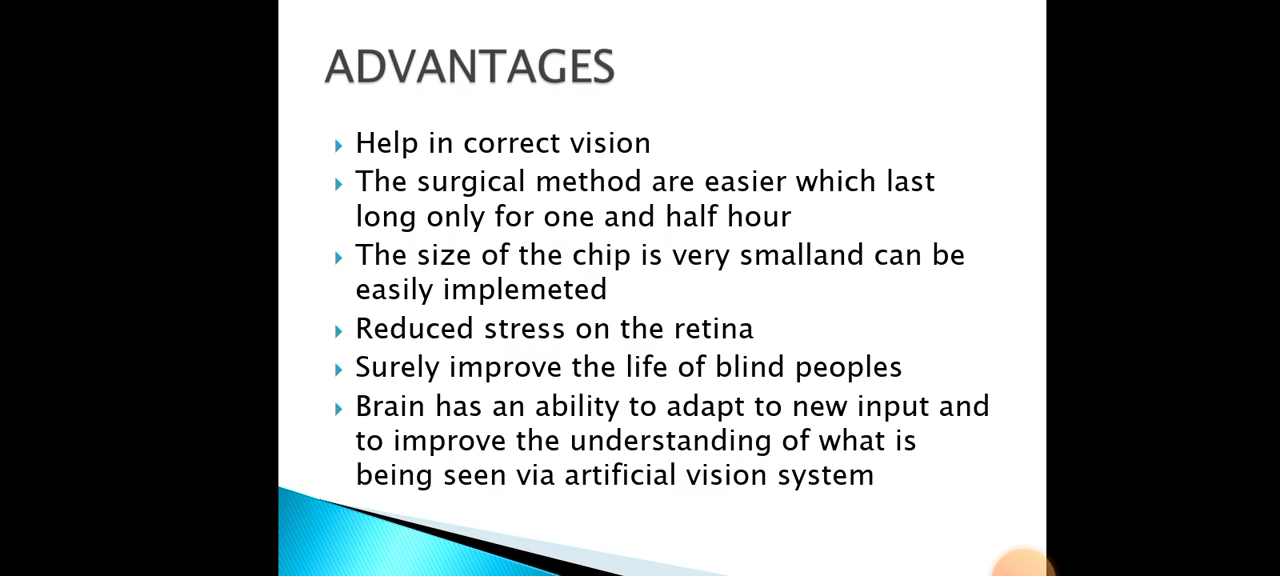 ADVANTAGES
Help in correct vision
The surgical method are easier which last
long only for one and half hour
The size of the chip is very smalland can be
easily implemeted
Reduced stress on the retina
Surely improve the life of blind peoples
Brain has an ability to adapt to new input and
to improve the understanding of what is
being seen via artificial vision system